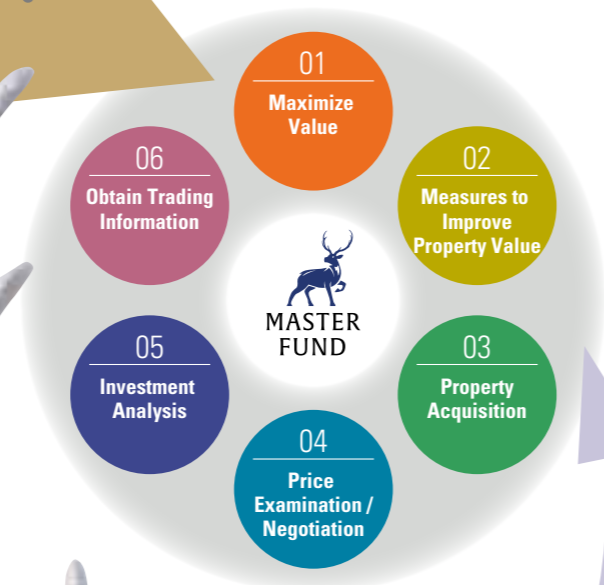 01
Maximize
Value
02
Measures to
Improve
Property Value
03
Property
Acquisition
04
Price
Examination /
Negotiation
05
Investment
Analysis
06
Obtain Trading
Information
MASTER
FUND